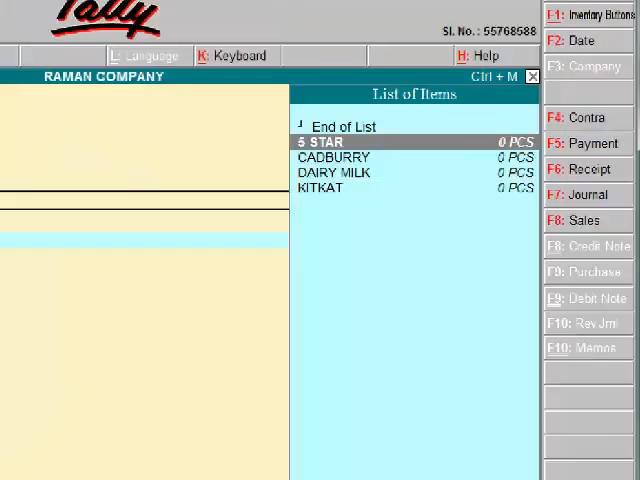 Tally
Sl. No.: 55768588
L: Language
K: Keyboard
H: Help
RAMAN COMPANY
Ctrl + M
List of Items
End of List
5 STAR 0 PCS
CADBURRY 0 PCS
DAIRY MILK 0 PCS
KITKAT 0 PCS
F1: Inventory Buttons
F2: Date
F3: Company
F4: Contra
F5: Payment
F6: Receipt
F7: Journal
F8: Sales
F8: Credit Note
F9: Purchase
F9: Debit Note
F10: Rev Jrnl
F10: Memos